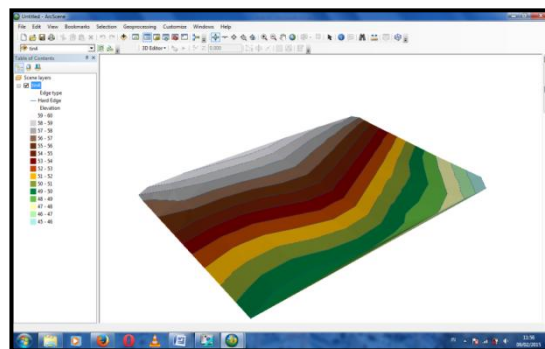 Untitled - ArcScene
File Edit View Bookmarks Selection Geoprocessing Customize Windows Help
3D Editor
Table Of Contents
Scene layers
Edge type
Hard Edge
Elevation
59 - 60
58 - 59
57 - 58
56 - 57
55 - 56
54 - 55
53 - 54
52 - 53
51 - 52
50 - 51
49 - 50
48 - 49
47 - 48
46 - 47
45 - 46